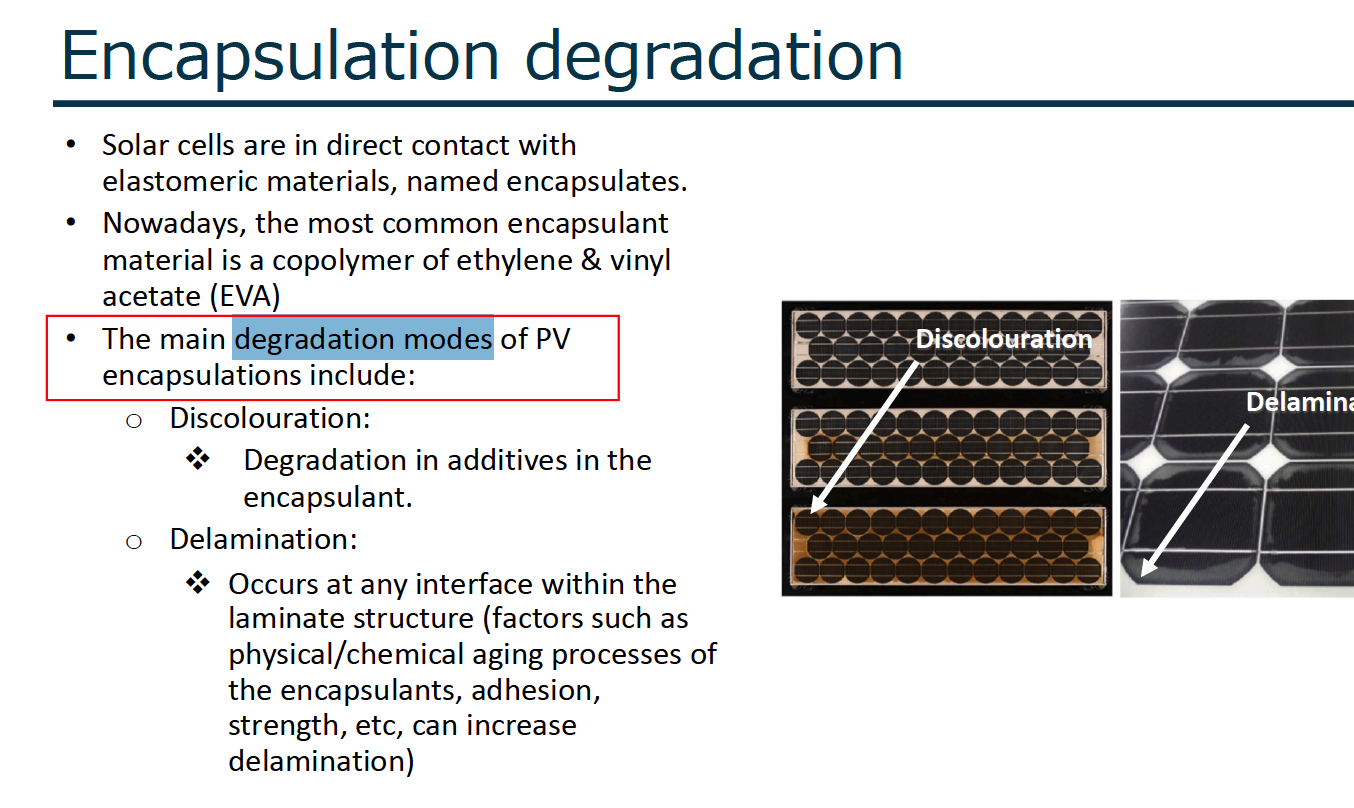 Encapsulation degradation
• Solar cells are in direct contact with
elastomeric materials, named encapsulates.
• Nowadays, the most common encapsulant
material is a copolymer of ethylene & vinyl
acetate (EVA)
• The main degradation modes of PV
encapsulations include:
o Discolouration:
❖ Degradation in additives in the
encapsulant.
o Delamination:
❖ Occurs at any interface within the
laminate structure (factors such as
physical/chemical aging processes of
the encapsulants, adhesion,
strength, etc, can increase
delamination)
Discolouration
Delamina